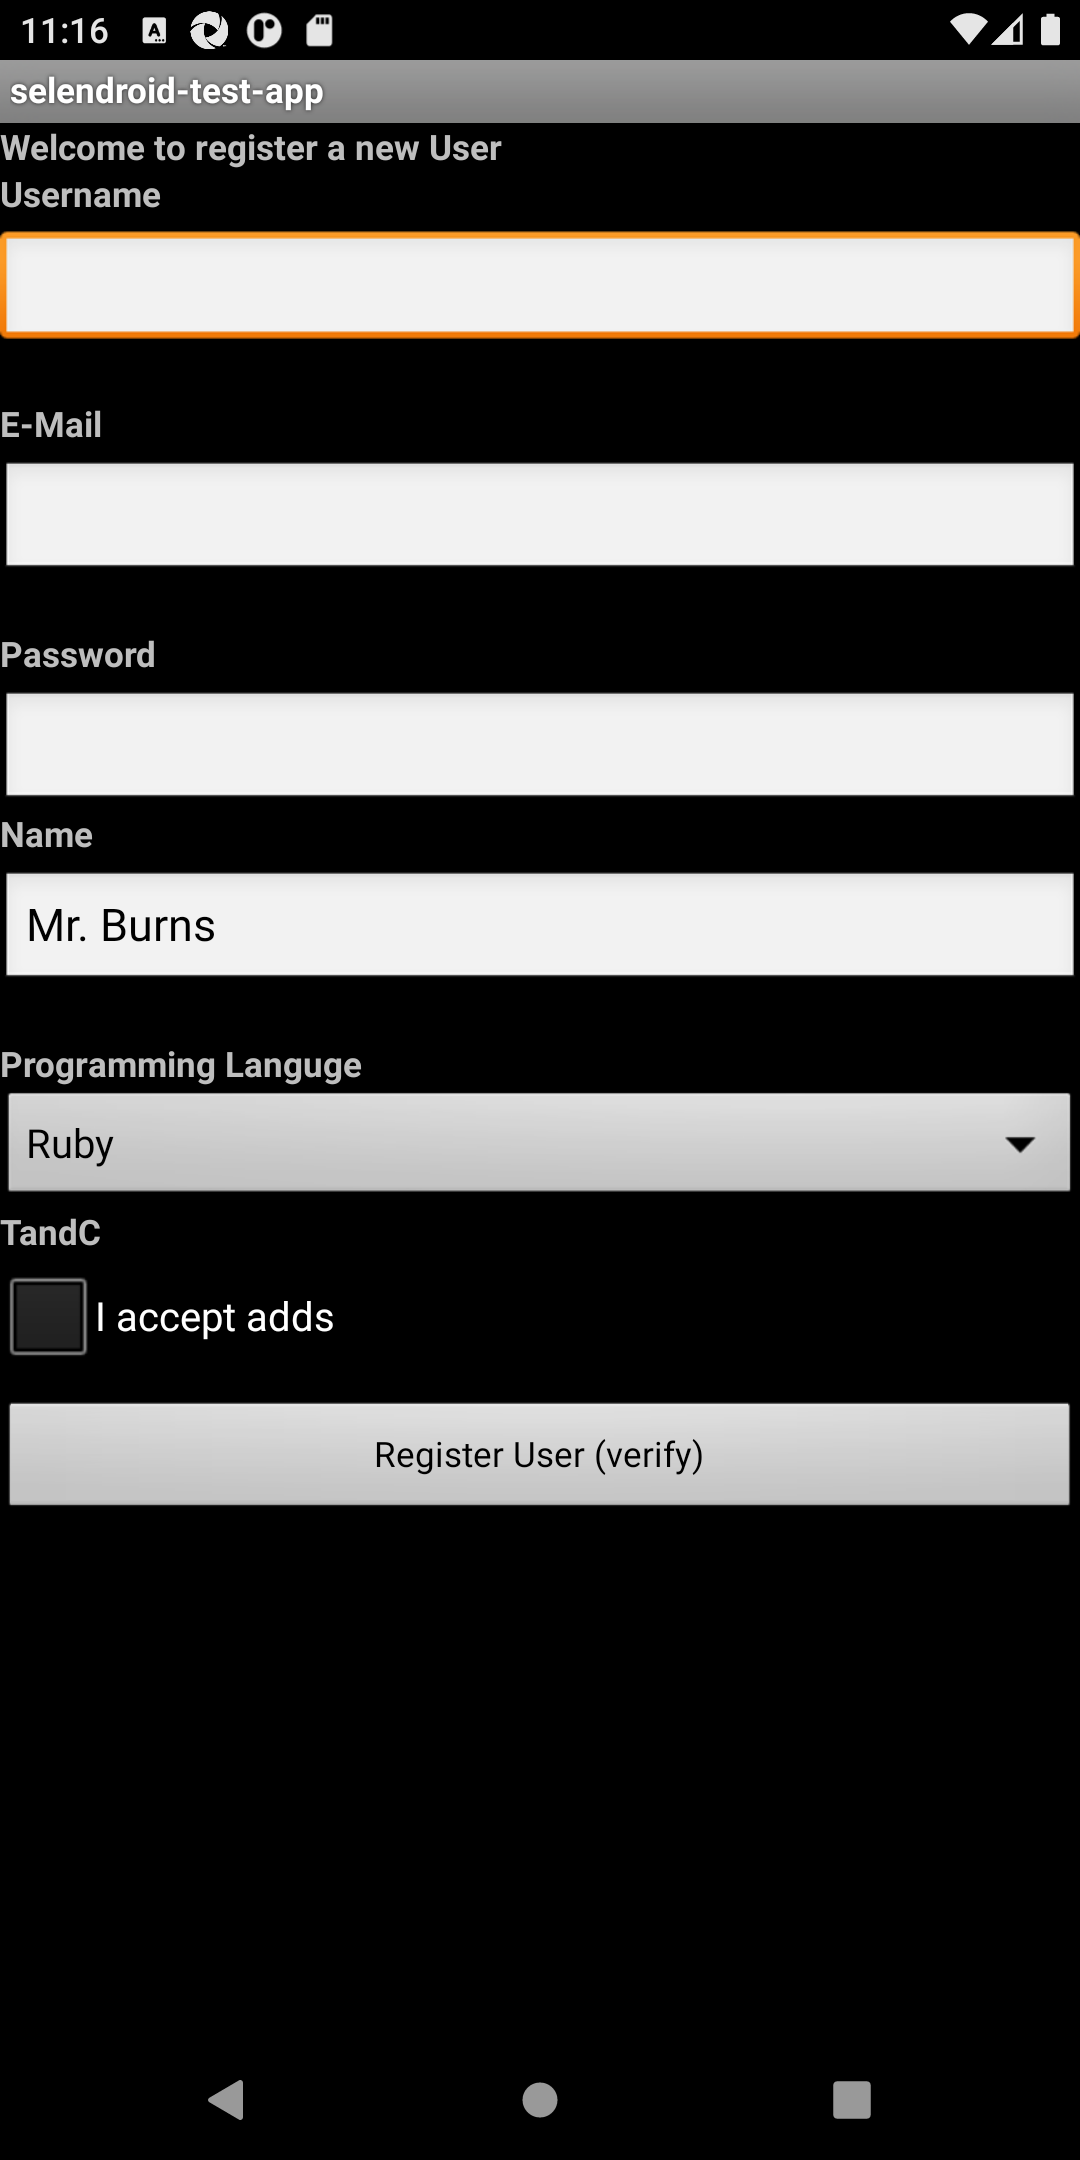 11:16
selendroid-test-app
Welcome to register a new User
Username
E-Mail
Password
Name
Mr. Burns
Programming Languge
Ruby
TandC
I accept adds
Register User (verify)